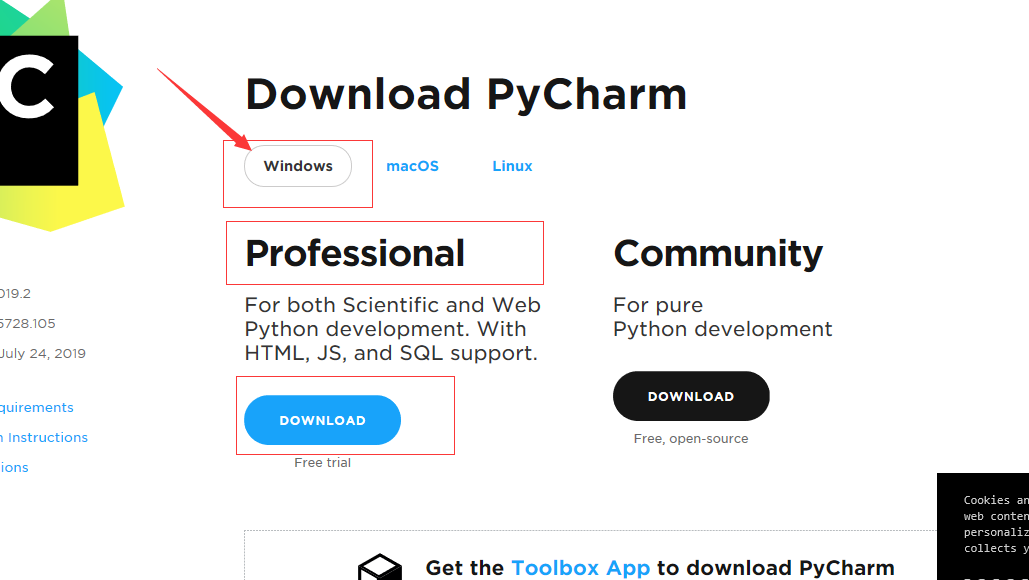 C
Download PyCharm
Windows
macOS
Linux
Professional
For both Scientific and Web
Python development. With
HTML, JS, and SQL support.
DOWNLOAD
Free trial
Community
For pure
Python development
DOWNLOAD
Free, open-source
019.2
5728.105
July 24, 2019
quirements
n Instructions
ions
Get the Toolbox App to download PyCharm
Cookies an
web conten
personaliz
collects y